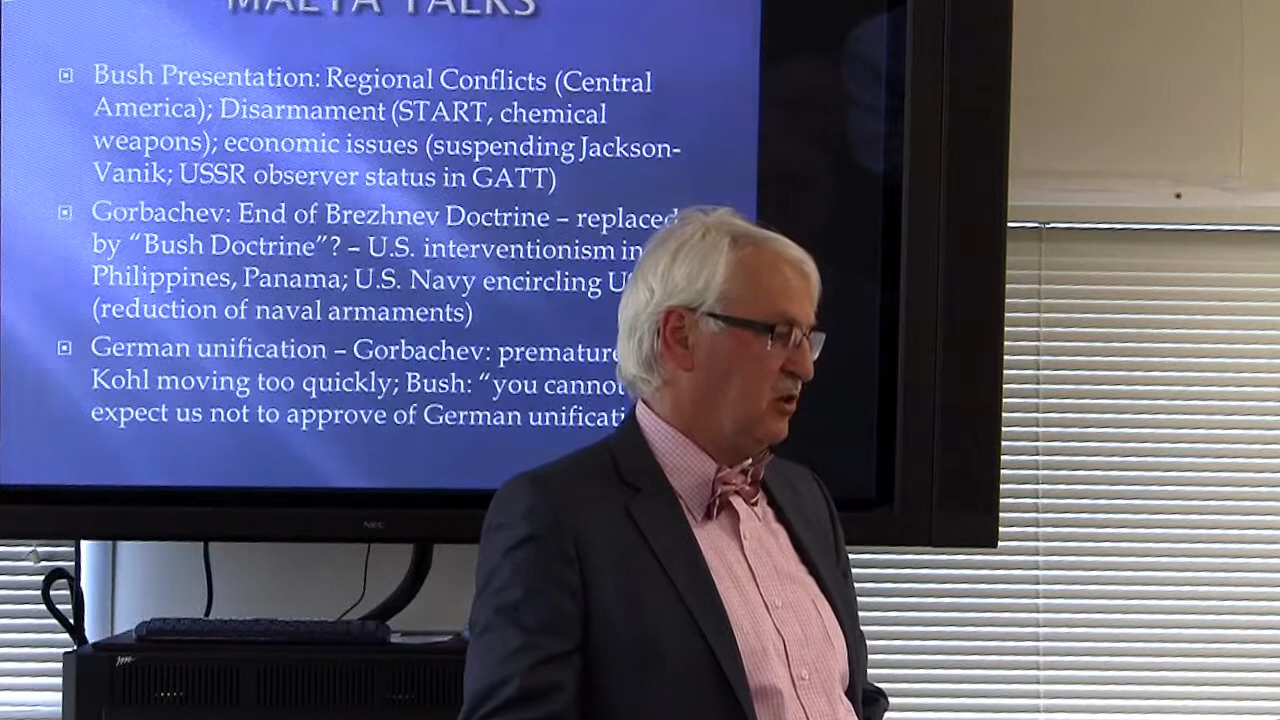 MALTA TALKS
Bush Presentation: Regional Conflicts (Central
America); Disarmament (START, chemical
weapons); economic issues (suspending Jackson-
Vanik; USSR observer status in GATT)
Gorbachev: End of Brezhnev Doctrine – replaced
by “Bush Doctrine”? – U.S. interventionism in
Philippines, Panama; U.S. Navy encircling
(reduction of naval armaments)
German unification – Gorbachev: premature
Kohl moving too quickly; Bush: “you cannot
expect us not to approve of German
NEC